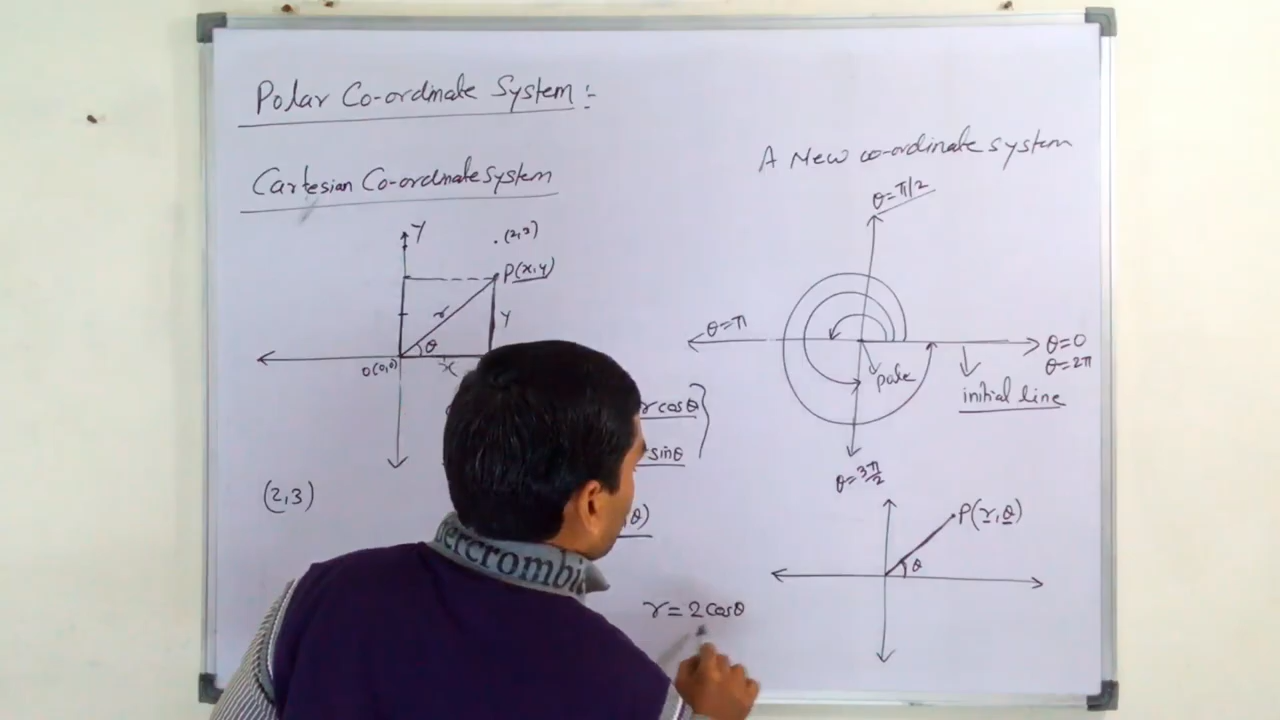 Polar Co-ordinate System :-
Cartesian Co-ordinate System
Y
.(2,3)
P(x,y)
r
y
θ
O(0,0)
x
r cosθ
sinθ
(2,3)
θ)
A New co-ordinate system
θ=π/2
θ=π
θ=0
θ=2π
pole
initial line
θ=3π/2
P(r,θ)
θ
r=2cosθ
ercrombi